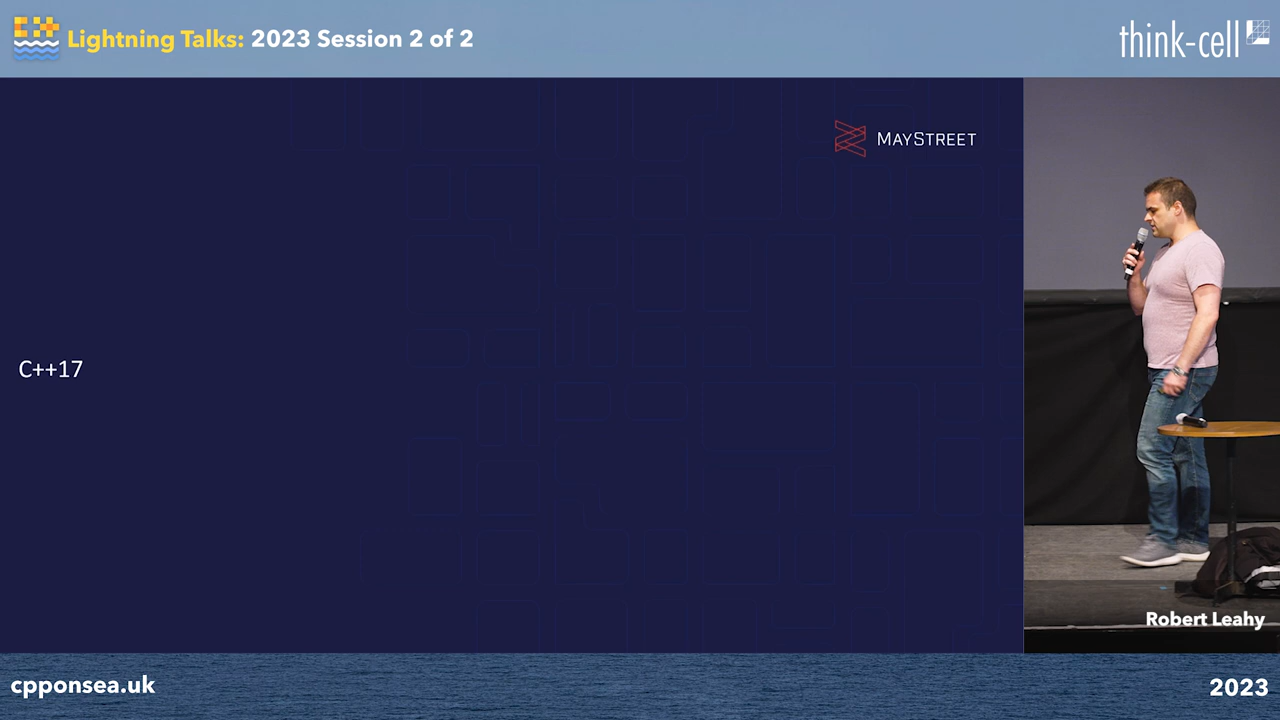 Lightning Talks: 2023 Session 2 of 2
think-cell
MAYSTREET
C++17
Robert Leahy
cpponsea.uk
2023